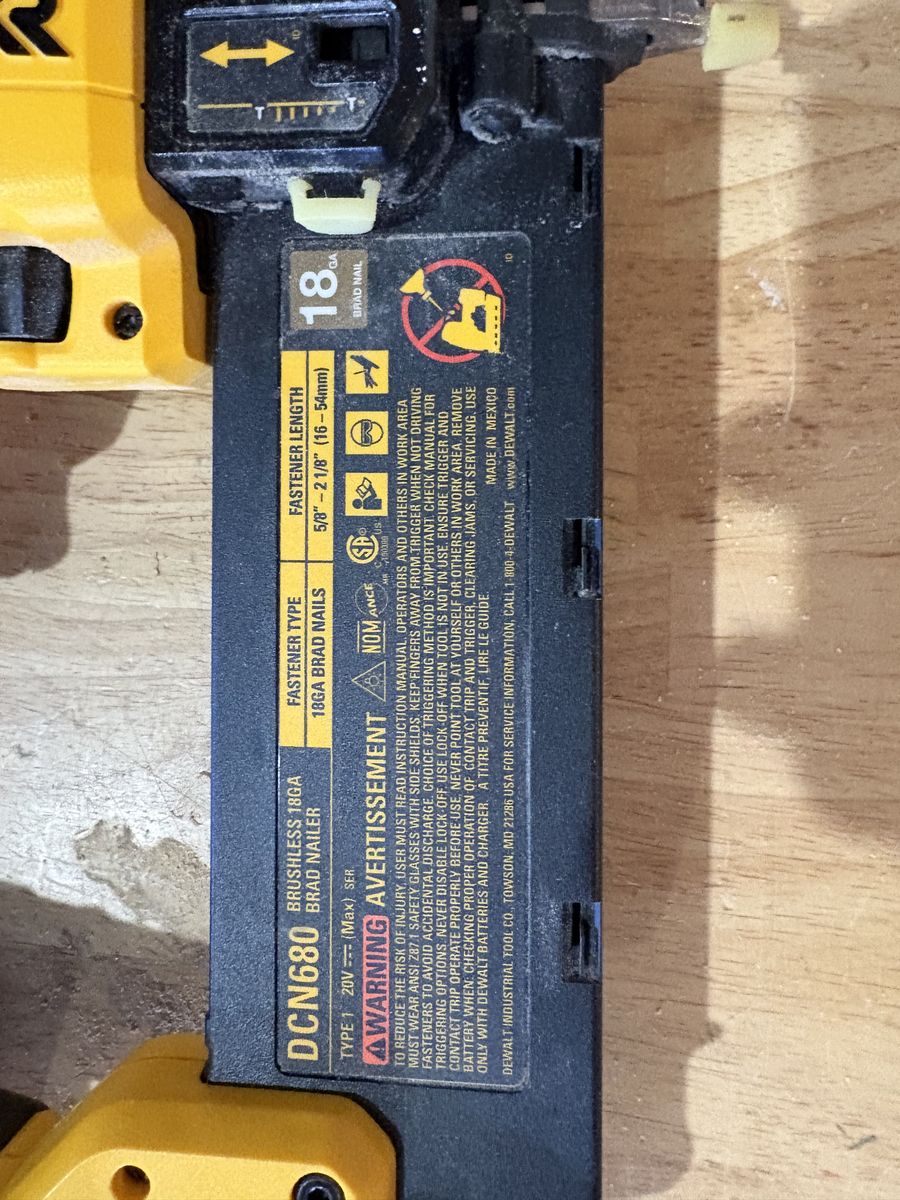 DCN680 BRUSHLESS 18GA
BRAD NAILER
TYPE 1 20V (Max) SER
FASTENER TYPE
18GA BRAD NAILS
FASTENER LENGTH
5/8" – 2 1/8" (16 – 54mm)
18 GA
BRAD NAIL
WARNING AVERTISSEMENT
NOM ANCE
TO REDUCE THE RISK OF INJURY, USER MUST READ INSTRUCTION MANUAL, OPERATORS AND OTHERS IN WORK AREA
MUST WEAR ANSI Z87.1 SAFETY GLASSES WITH SIDE SHIELDS. KEEP FINGERS AWAY FROM TRIGGER WHEN NOT DRIVING
FASTENERS TO AVOID ACCIDENTAL DISCHARGE. CHOICE OF TRIGGERING METHOD IS IMPORTANT. CHECK MANUAL FOR
TRIGGERING OPTIONS. NEVER DISABLE LOCK-OFF. USE LOCK-OFF WHEN TOOL IS NOT IN USE. ENSURE TRIGGER AND
CONTACT TRIP OPERATE PROPERLY BEFORE USE. NEVER POINT TOOL AT YOURSELF OR OTHERS IN WORK AREA. REMOVE
BATTERY WHEN: CHECKING PROPER OPERATION OF CONTACT TRIP AND TRIGGER, CLEARING JAMS, OR SERVICING. USE
ONLY WITH DEWALT BATTERIES AND CHARGER. A TITRE PREVENTIF, LIRE LE GUIDE.
MADE IN MEXICO
DEWALT INDUSTRIAL TOOL CO. TOWSON, MD 21286 USA FOR SERVICE INFORMATION, CALL 1-800-4-DEWALT www.DEWALT.com